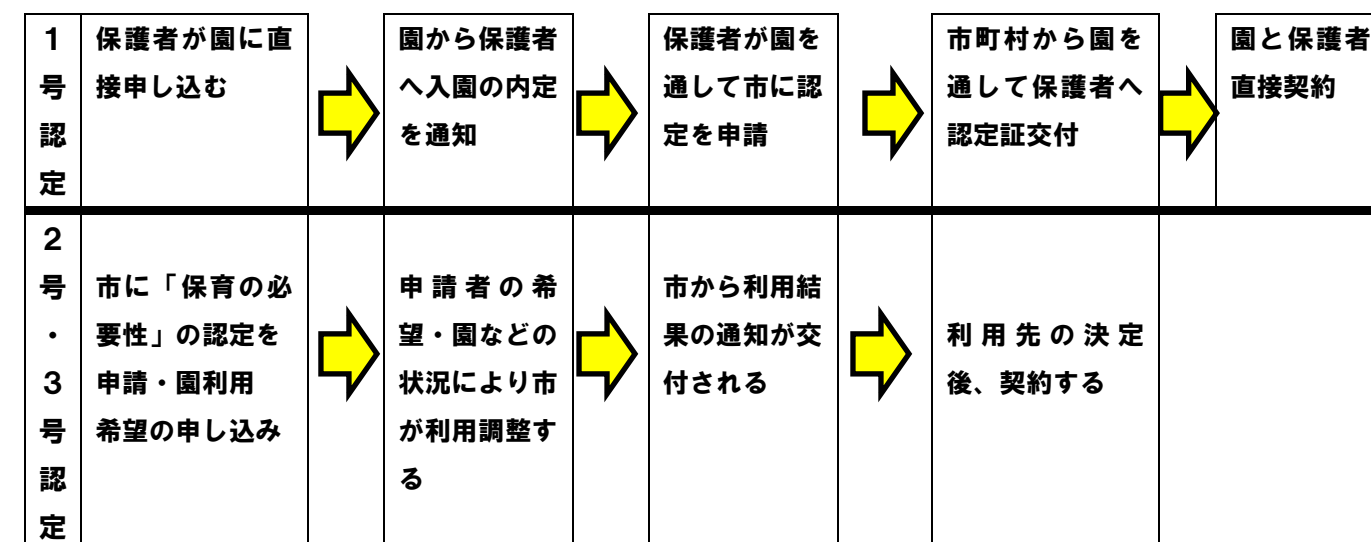 1
号
認
定
保護者が園に直
接申し込む
園から保護者
へ入園の内定
を通知
保護者が園を
通して市に認
定を申請
市町村から園を
通して保護者へ
認定証交付
園と保護者
直接契約
2
号
・
3
号
認
定
市に「保育の必
要性」の認定を
申請・園利用
希望の申し込み
申請者の希
望・園などの
状況により市
が利用調整す
る
市から利用結
果の通知が交
付される
利用先の決定
後、契約する